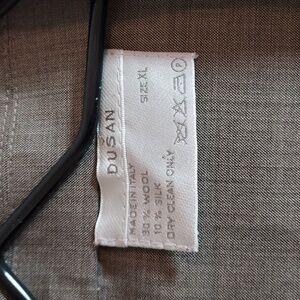 DUSAN
SIZE XL
MADE IN ITALY
90 % WOOL
10 % SILK
DRY CLEAN ONLY
P